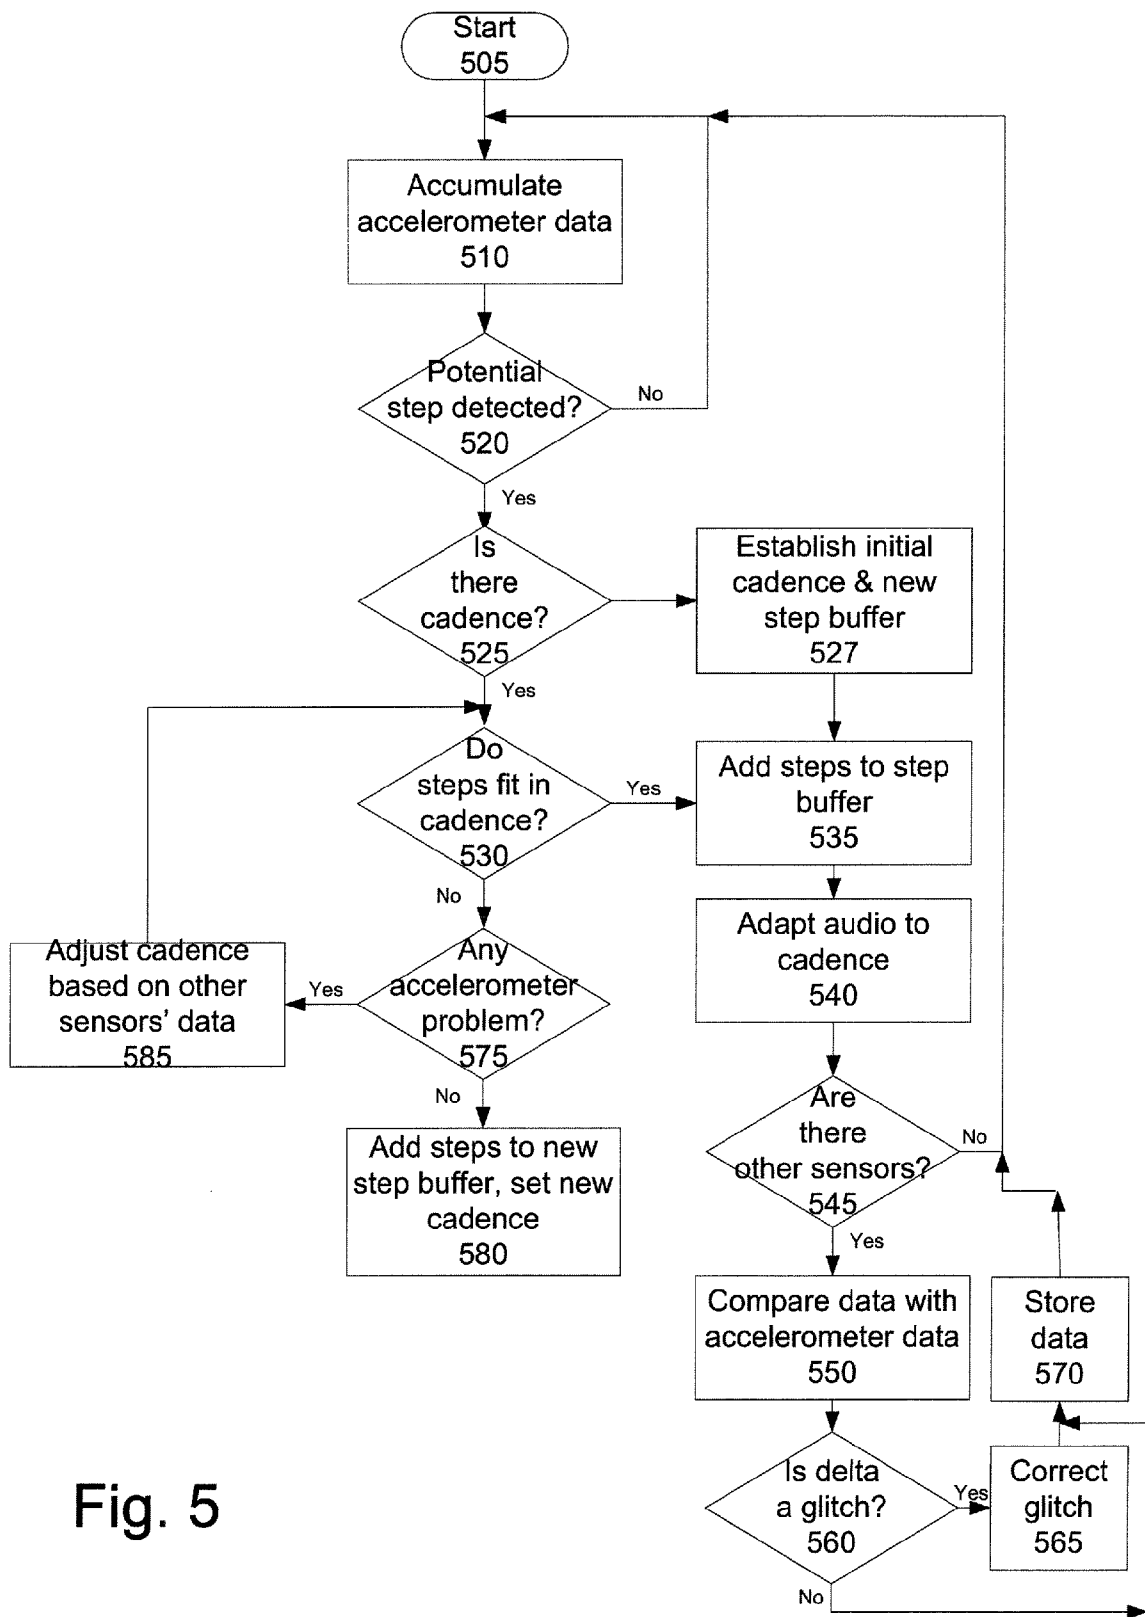 Start
505
Accumulate
accelerometer data
510
Potential
step detected?
520
No
Yes
Is
there
cadence?
525
Yes
Establish initial
cadence & new
step buffer
527
Do
steps fit in
cadence?
530
Yes
No
Add steps to step
buffer
535
Adapt audio to
cadence
540
Adjust cadence
based on other
sensors' data
585
Yes
Any
accelerometer
problem?
575
No
Add steps to new
step buffer, set new
cadence
580
Are
there
other sensors?
545
No
Yes
Compare data with
accelerometer data
550
Store
data
570
Is delta
a glitch?
560
Yes
No
Correct
glitch
565
Fig. 5